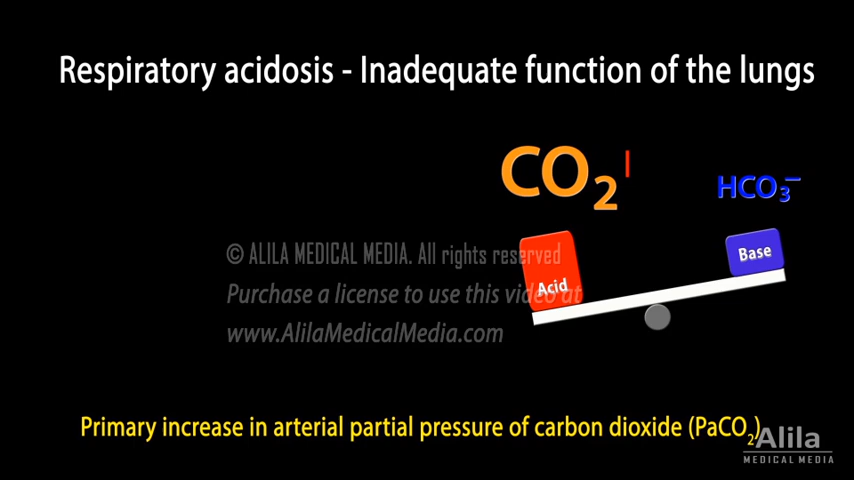 Respiratory acidosis - Inadequate function of the lungs
CO₂
HCO₃⁻
Base
Acid
© ALILA MEDICAL MEDIA. All rights reserved
Purchase a license to use this video at
www.AlilaMedicalMedia.com
Primary increase in arterial partial pressure of carbon dioxide (PaCO₂)
Alila
MEDICAL MEDIA